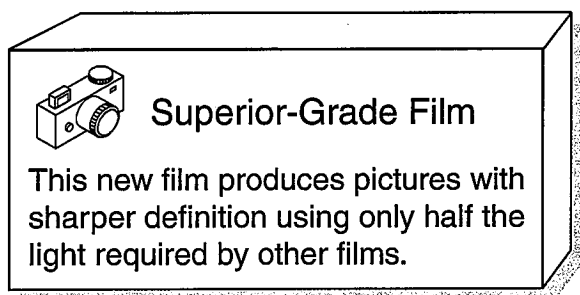 Superior-Grade Film
This new film produces pictures with
sharper definition using only half the
light required by other films.